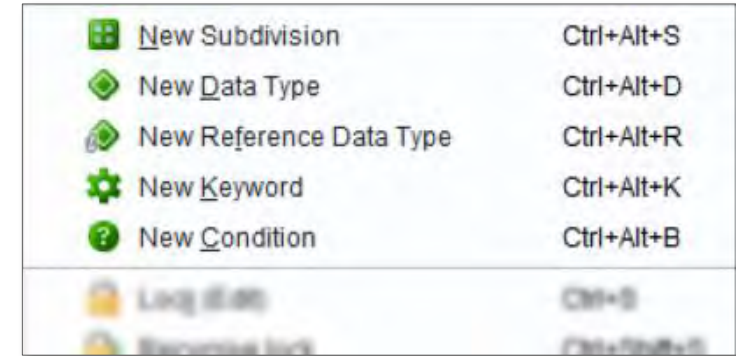 New Subdivision Ctrl+Alt+S
New Data Type Ctrl+Alt+D
New Reference Data Type Ctrl+Alt+R
New Keyword Ctrl+Alt+K
New Condition Ctrl+Alt+B